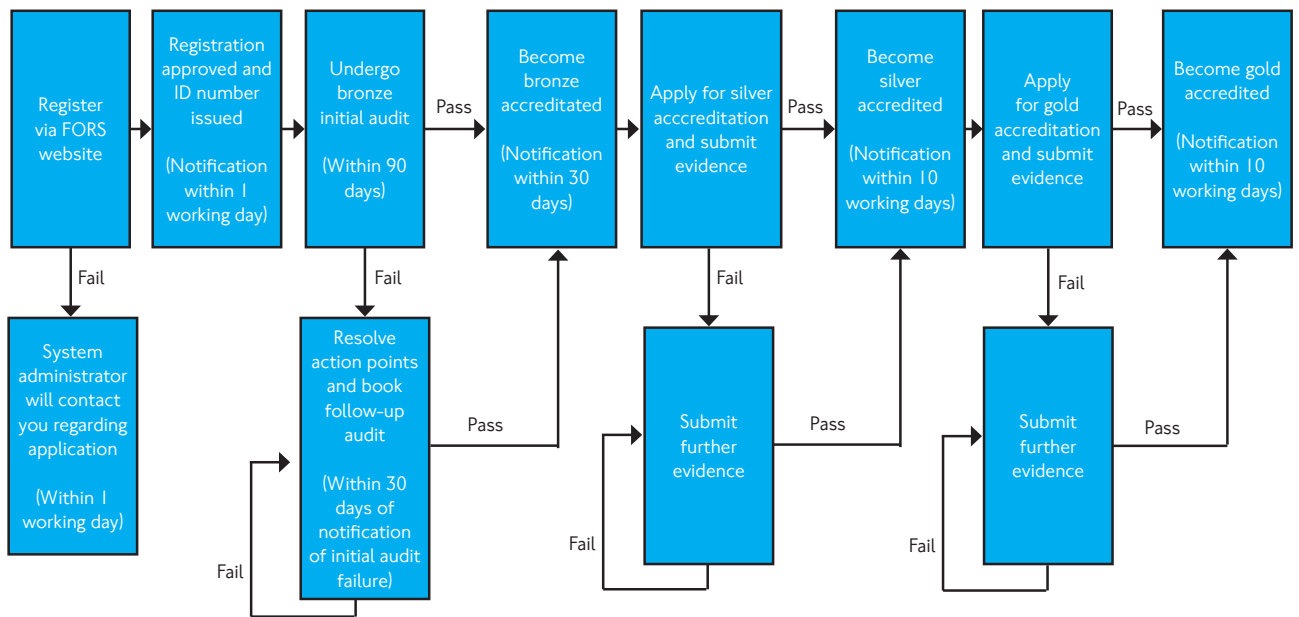 Register
via FORS
website
Registration
approved and
ID number
issued
(Notification
within 1
working day)
Undergo
bronze
initial audit
(Within 90
days)
Pass
Become
bronze
accreditated
(Notification
within 30
days)
Apply for silver
acccreditation
and submit
evidence
Pass
Become
silver
accredited
(Notification
within 10
working days)
Apply
for gold
accreditation
and submit
evidence
Pass
Become gold
accredited
(Notification
within 10
working days)
Fail
Fail
Fail
Fail
System
administrator
will contact
you regarding
application
(Within 1
working day)
Resolve
action points
and book
follow-up
audit
(Within 30
days of
notification
of initial audit
failure)
Pass
Fail
Submit
further
evidence
Pass
Fail
Submit
further
evidence
Pass
Fail